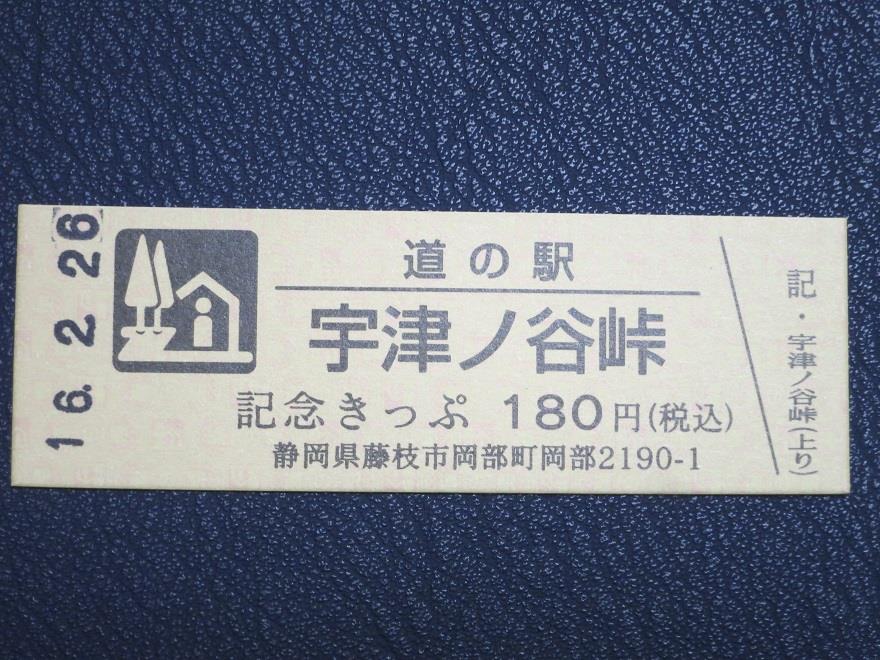 16. 2. 26
道の駅
宇津ノ谷峠
記念きっぷ 180円(税込)
静岡県藤枝市岡部町岡部2190-1
記・宇津ノ谷峠(上り)